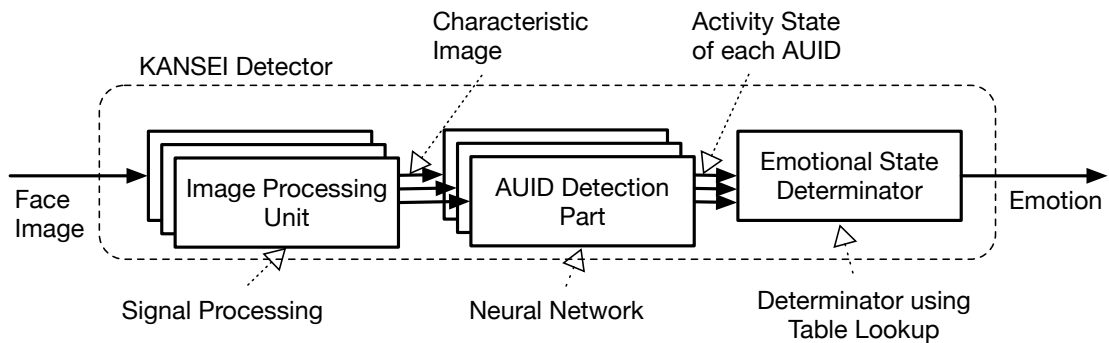 Characteristic
Image
Activity State
of each AUID
KANSEI Detector
Face
Image
Image Processing
Unit
AUID Detection
Part
Emotional State
Determinator
Emotion
Signal Processing
Neural Network
Determinator using
Table Lookup